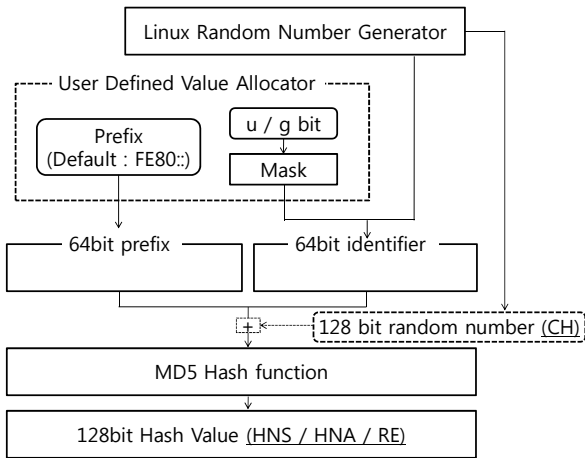 Linux Random Number Generator
User Defined Value Allocator
Prefix
(Default : FE80::)
u / g bit
Mask
64bit prefix
64bit identifier
+
128 bit random number (CH)
MD5 Hash function
128bit Hash Value (HNS / HNA / RE)